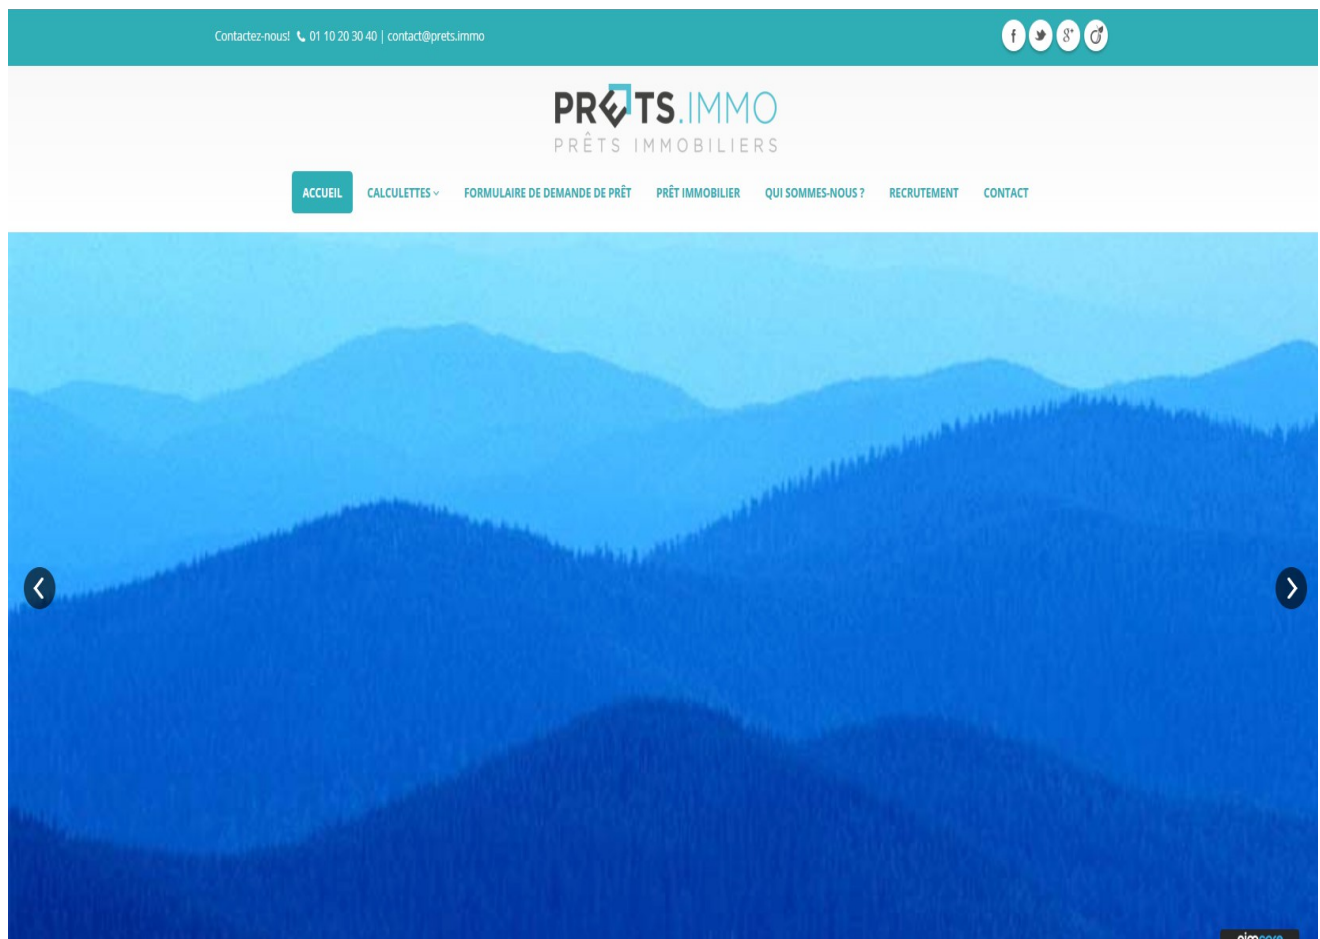 Contactez-nous! 01 10 20 30 40 | contact@prets.immo
PRETS.IMMO
PRÊTS IMMOBILIERS
ACCUEIL CALCULETTES FORMULAIRE DE DEMANDE DE PRÊT PRÊT IMMOBILIER QUI SOMMES-NOUS ? RECRUTEMENT CONTACT